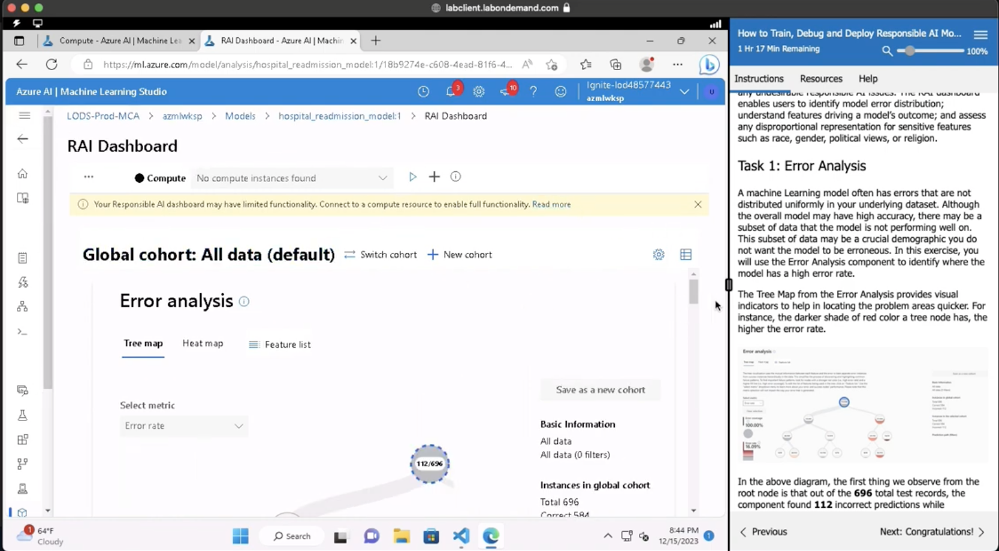 labclient.labondemand.com
Compute - Azure AI | Machine Lea
RAI Dashboard - Azure AI | Machin
https://ml.azure.com/model/analysis/hospital_readmission_model:1/18b9274e-c608-4ead-81f6-4...
Azure AI | Machine Learning Studio
3
10
Ignite-lod48577443
azmlwksp
U
LODS-Prod-MCA > azmlwksp > Models > hospital_readmission_model:1 > RAI Dashboard
RAI Dashboard
Compute
No compute instances found
Your Responsible AI dashboard may have limited functionality. Connect to a compute resource to enable full functionality. Read more
Global cohort: All data (default)
Switch cohort
New cohort
Error analysis
Tree map
Heat map
Feature list
Select metric
Error rate
112/696
Save as a new cohort
Basic Information
All data
All data (0 filters)
Instances in global cohort
Total 696
Correct 584
1
64°F
Cloudy
Search
8:44 PM
12/15/2023
1
How to Train, Debug and Deploy Responsible AI Mo...
1 Hr 17 Min Remaining
100%
Instructions
Resources
Help
any undesirable responsible AI issues. The RAI dashboard
enables users to identify model error distribution;
understand features driving a model's outcome; and assess
any disproportional representation for sensitive features
such as race, gender, political views, or religion.
Task 1: Error Analysis
A machine Learning model often has errors that are not
distributed uniformly in your underlying dataset. Although
the overall model may have high accuracy, there may be a
subset of data that the model is not performing well on.
This subset of data may be a crucial demographic you do
not want the model to be erroneous. In this exercise, you
will use the Error Analysis component to identify where the
model has a high error rate.
The Tree Map from the Error Analysis provides visual
indicators to help in locating the problem areas quicker. For
instance, the darker shade of red color a tree node has, the
higher the error rate.
Error analysis
Tree map
100.00%
16.09%
In the above diagram, the first thing we observe from the
root node is that out of the 696 total test records, the
component found 112 incorrect predictions while
Previous
Next: Congratulations!